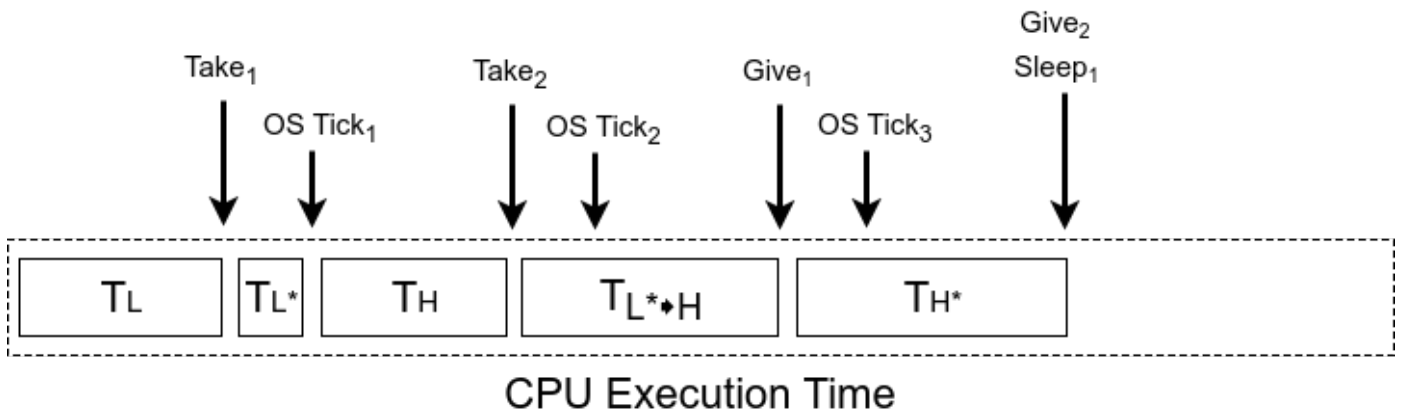 Give₂
Take₁ Take₂ Give₁ Sleep₁
OS Tick₁ OS Tick₂ OS Tick₃
TL TL* TH TL*➧H TH*
CPU Execution Time